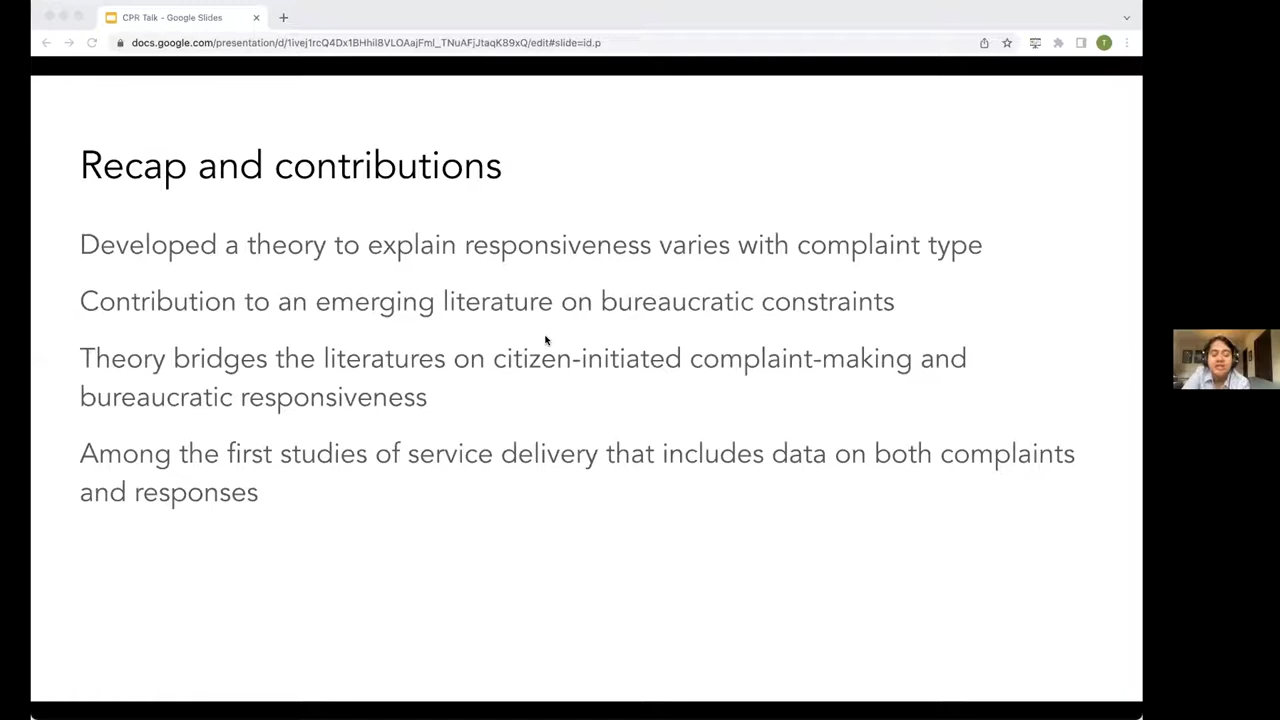 CPR Talk - Google Slides
docs.google.com/presentation/d/1ivej1rcQ4Dx1BHhil8VLOAajFml_TNuAFjJtaqK89xQ/edit#slide=id.p
T
Recap and contributions
Developed a theory to explain responsiveness varies with complaint type
Contribution to an emerging literature on bureaucratic constraints
Theory bridges the literatures on citizen-initiated complaint-making and
bureaucratic responsiveness
Among the first studies of service delivery that includes data on both complaints
and responses